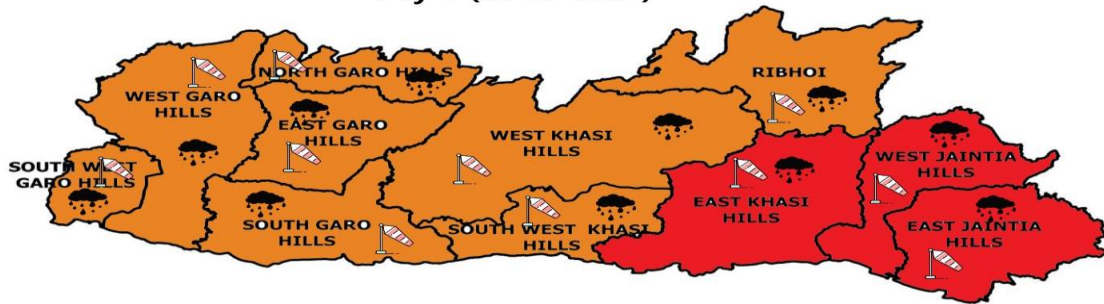 NORTH GARO HILLS
RIBHOI
WEST GARO
HILLS
EAST GARO
HILLS
WEST KHASI
HILLS
SOUTH WEST
GARO HILLS
WEST JAINTIA
HILLS
EAST KHASI
HILLS
SOUTH GARO
HILLS
SOUTH WEST KHASI
HILLS
EAST JAINTIA
HILLS